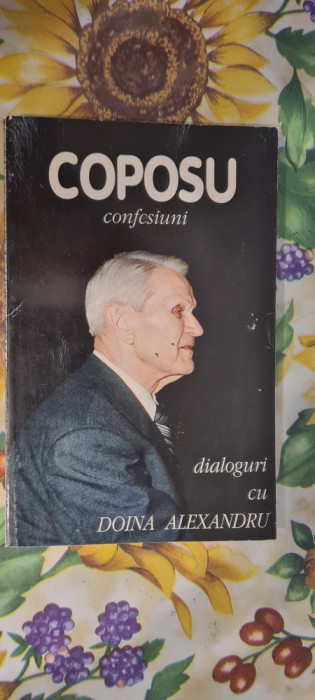 COPOSU
confesiuni
dialoguri
cu
DOINA ALEXANDRU